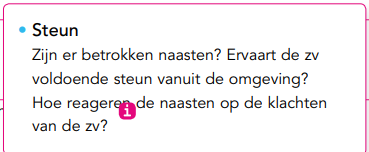 Steun
Zijn er betrokken naasten? Ervaart de zv
voldoende steun vanuit de omgeving?
Hoe reageren de naasten op de klachten
van de zv?
i